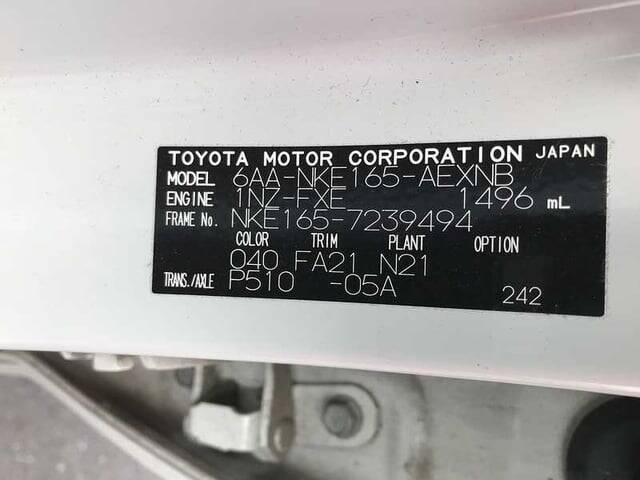 TOYOTA MOTOR CORPORATION JAPAN
MODEL 6AA-NKE165-AEXNB
ENGINE 1NZ-FXE 1496 mL
FRAME No. NKE165-7239494
COLOR TRIM PLANT OPTION
040 FA21 N21
TRANS./AXLE P510 -05A 242